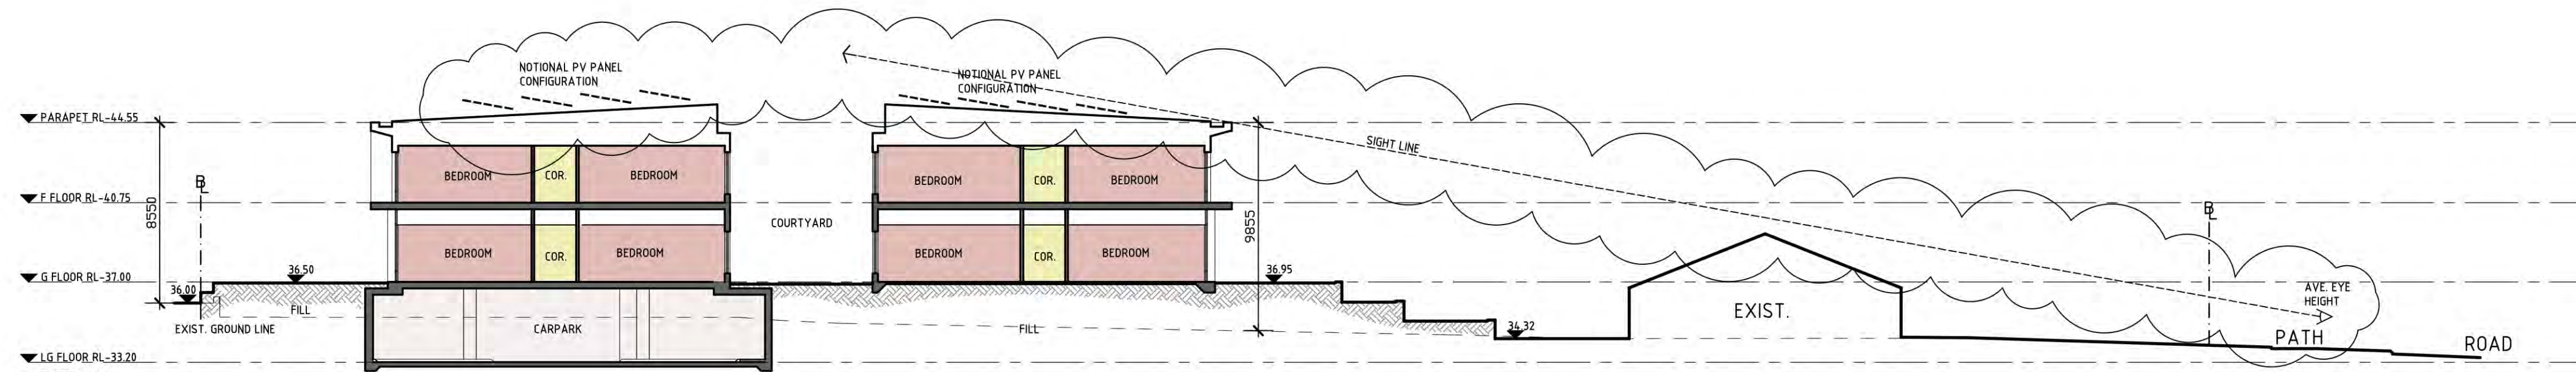 NOTIONAL PV PANEL
CONFIGURATION
NOTIONAL PV PANEL
CONFIGURATION
PARAPET RL-44.55
SIGHT LINE
BEDROOM
COR.
BEDROOM
BEDROOM
COR.
BEDROOM
BL
F FLOOR RL-40.75
8550
BL
COURTYARD
9855
BEDROOM
COR.
BEDROOM
BEDROOM
COR.
BEDROOM
G FLOOR RL-37.00
36.50
36.95
36.00
AVE. EYE
HEIGHT
FILL
EXIST.
EXIST. GROUND LINE
CARPARK
FILL
34.32
PATH
ROAD
LG FLOOR RL-33.20